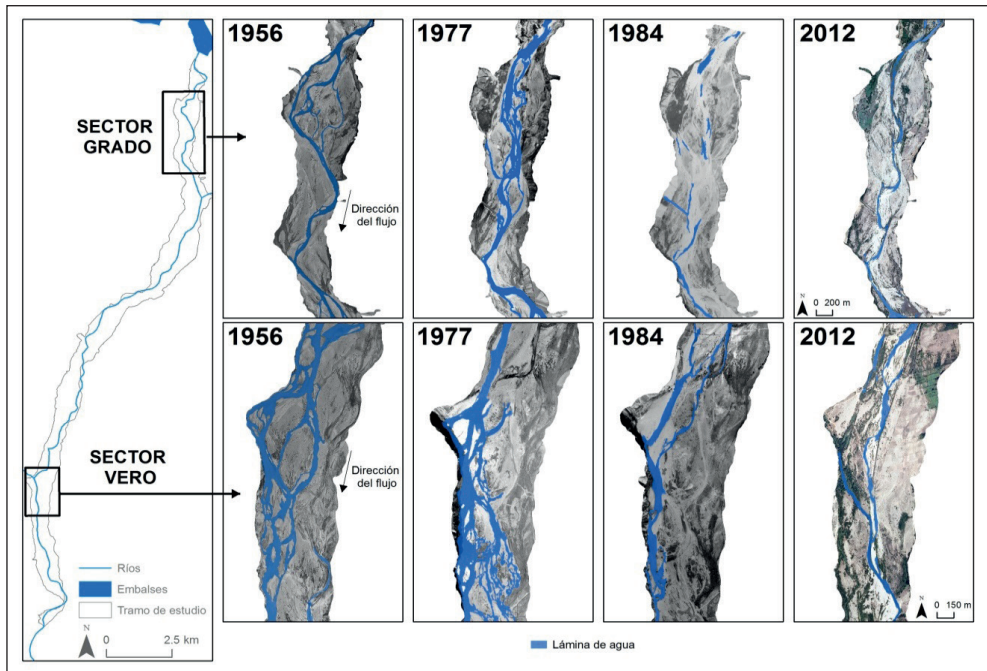 1956
1977
1984
2012
SECTOR
GRADO
Dirección
del flujo
N
0 200 m
1956
1977
1984
2012
SECTOR
VERO
Dirección
del flujo
Ríos
Embalses
Tramo de estudio
N
0 2.5 km
N
0 150 m
Lámina de agua